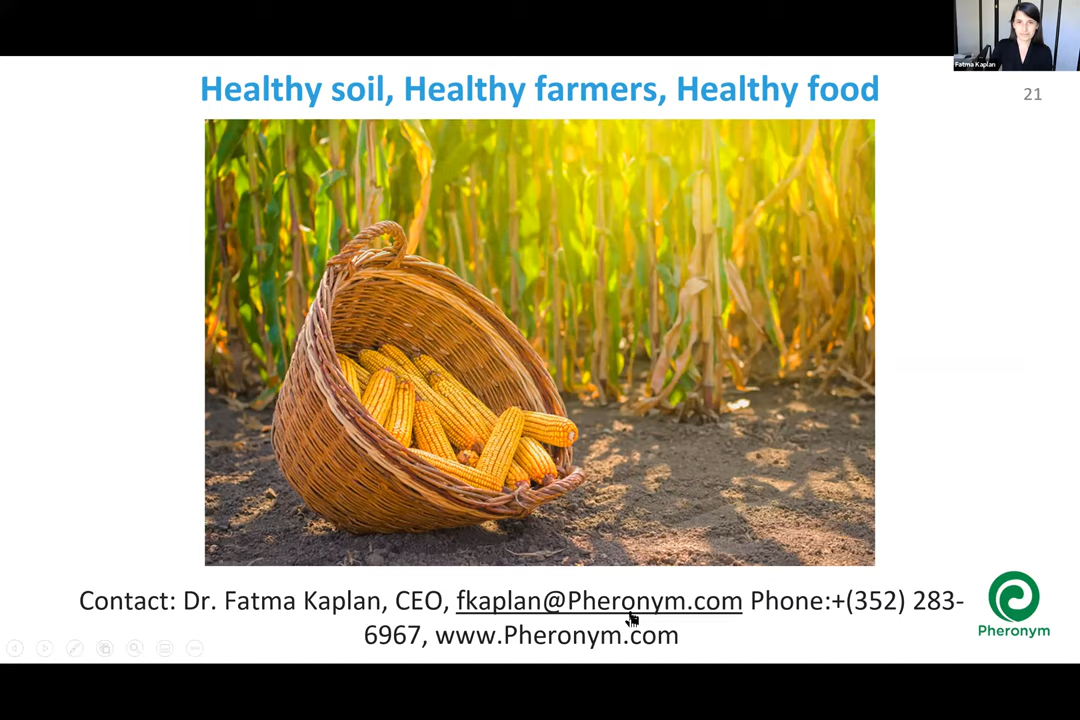 Fatma Kaplan
Healthy soil, Healthy farmers, Healthy food
21
Contact: Dr. Fatma Kaplan, CEO, fkaplan@Pheronym.com Phone:+(352) 283-
6967, www.Pheronym.com
Pheronym